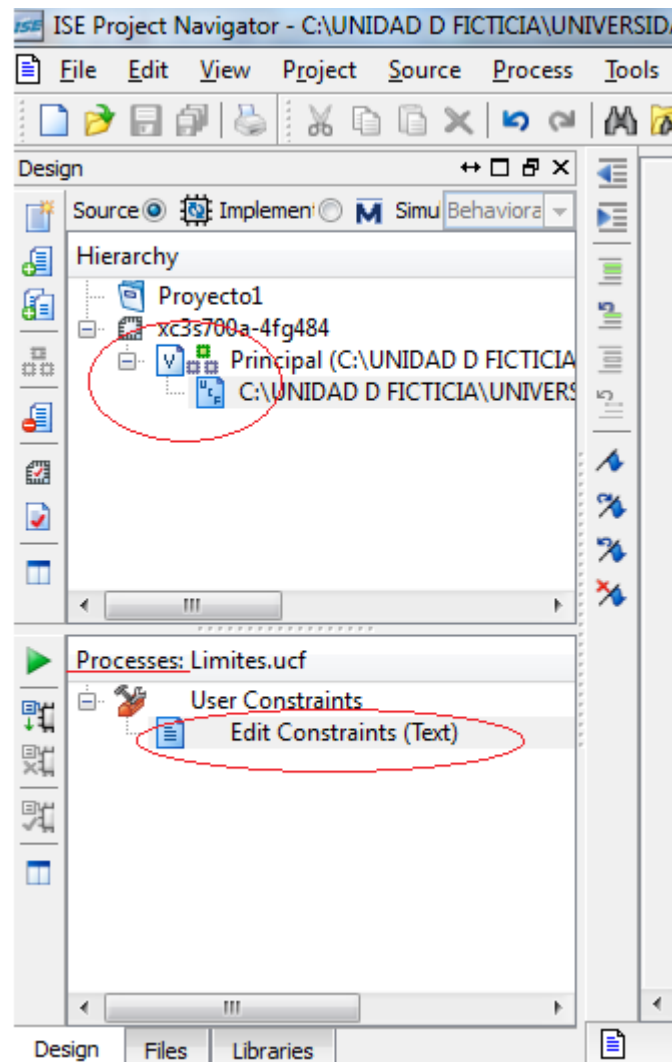 ISE Project Navigator - C:\UNIDAD D FICTICIA\UNIVERSIDA
File Edit View Project Source Process Tools
Design
Source Implement Simul Behaviora
Hierarchy
Proyecto1
xc3s700a-4fg484
Principal (C:\UNIDAD D FICTICIA
C:\UNIDAD D FICTICIA\UNIVERS
Processes: Limites.ucf
User Constraints
Edit Constraints (Text)
Design Files Libraries